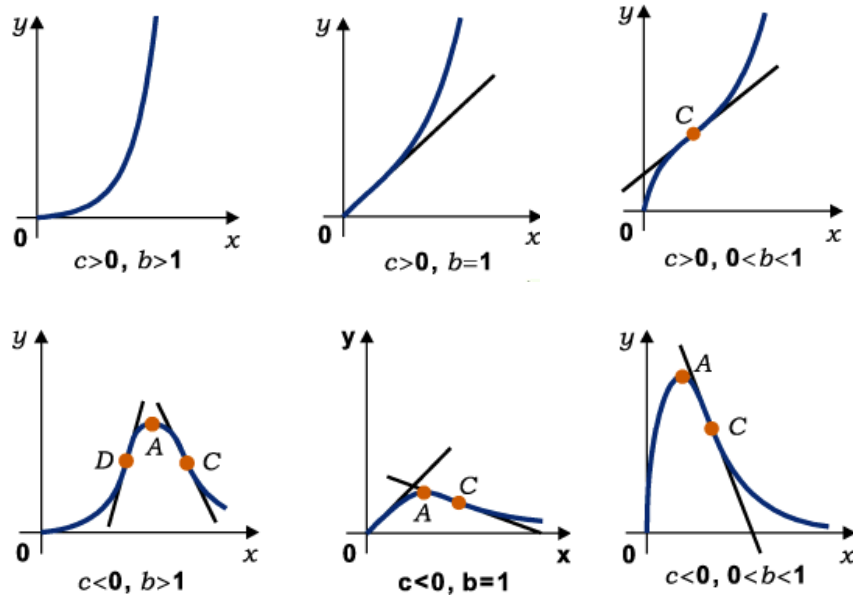 y
0
x
c>0, b>1
y
0
x
c>0, b=1
y
C
0
x
c>0, 0<b<1
y
D
A
C
0
x
c<0, b>1
y
A
C
0
x
c<0, b=1
y
A
C
0
x
c<0, 0<b<1